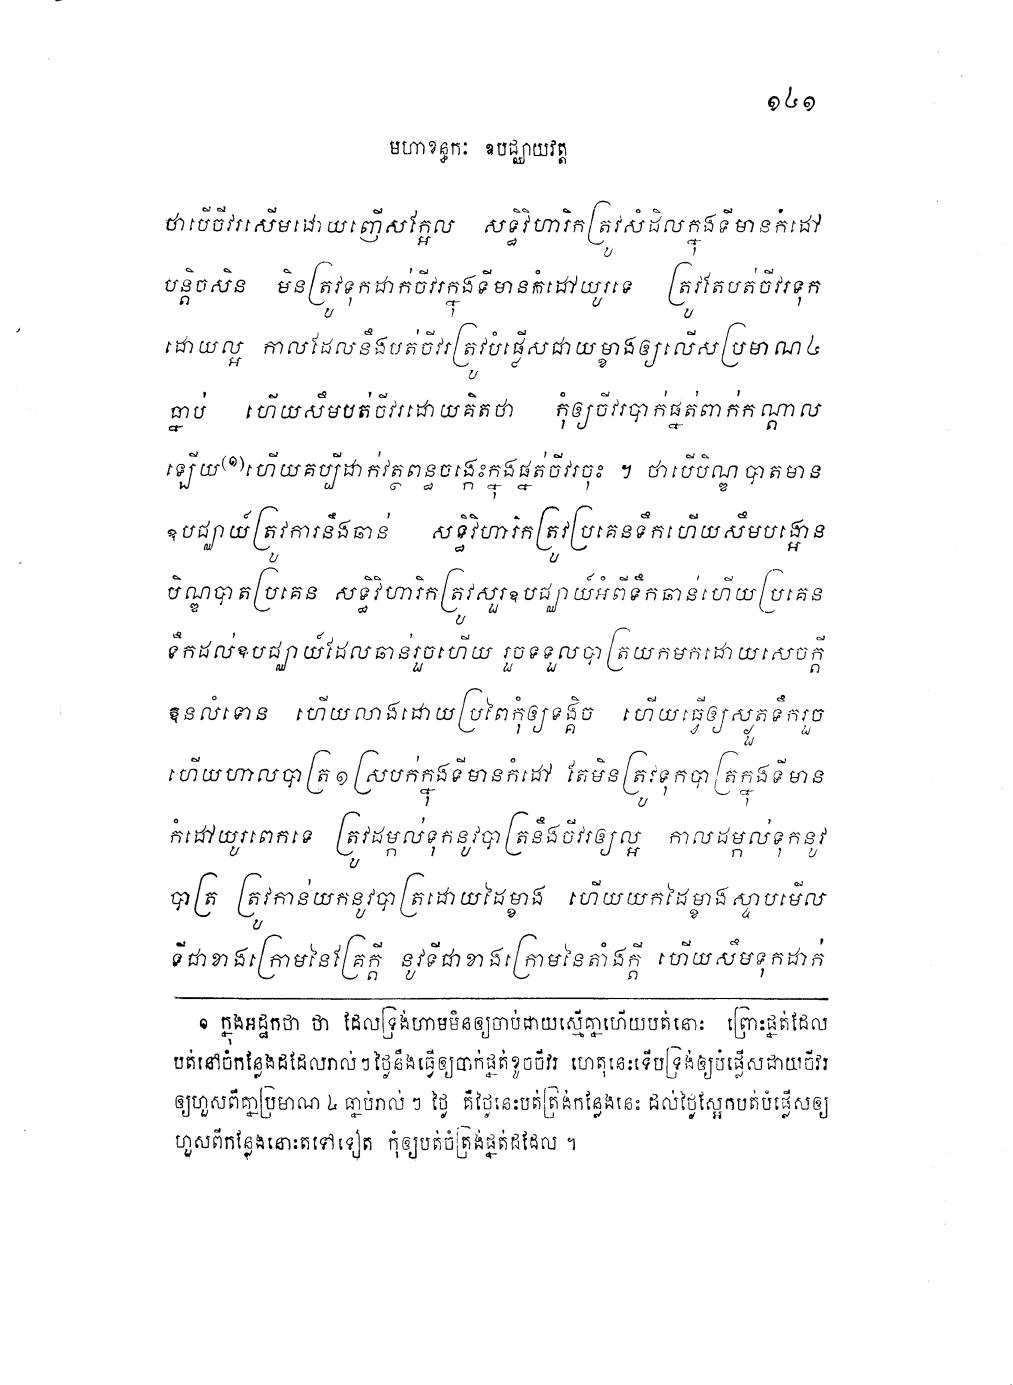 ១៤១
មហាខន្ធកៈ ឧបដ្ឈាយវត្ត
ថាបើចីវរសើមដោយញើសក្អែល សទ្ធិវិហារិកត្រូវសំដិលក្នុងទីមានកំដៅ
បន្តិចសិន មិនត្រូវទុកដាក់ចីវរក្នុងទីមានកំដៅយូរទេ ត្រូវតែបត់ចីវរទុក
ដោយល្អ កាលដែលនឹងបត់ចីវរត្រូវបំផ្លើសជាយម្ខាងឲ្យលើសប្រមាណ៤
ធ្នាប់ ហើយសឹមបត់ចីវរដោយគិតថា កុំឲ្យចីវរបាក់ផ្នត់ពាក់កណ្តាល
ឡើយ(១)ហើយគប្បីដាក់វត្ថពន្ធចង្កេះក្នុងផ្នត់ចីវរចុះ ។ ថាបើបិណ្ឌបាតមាន
ឧបជ្ឈាយ៍ត្រូវការនឹងឆាន់ សទ្ធិវិហារិកត្រូវប្រគេនទឹកហើយសឹមបង្អោន
បិណ្ឌបាតប្រគេន សទ្ធិវិហារិកត្រូវសួរឧបជ្ឈាយ៍អំពីទឹកឆាន់ហើយប្រគេន
ទឹកដល់ឧបជ្ឈាយ៍ដែលឆាន់រួចហើយ រួចទទួលបាត្រយកមកដោយសេចក្តី
ឱនលំទោន ហើយលាងដោយប្រពៃកុំឲ្យទង្គិច ហើយធ្វើឲ្យស្ងួតទឹករួច
ហើយហាលបាត្រ១ស្របក់ក្នុងទីមានកំដៅ តែមិនត្រូវទុកបាត្រក្នុងទីមាន
កំដៅយូរពេកទេ ត្រូវដម្កល់ទុកនូវបាត្រនឹងចីវរឲ្យល្អ កាលដម្កល់ទុកនូវ
បាត្រ ត្រូវកាន់យកនូវបាត្រដោយដៃម្ខាង ហើយយកដៃម្ខាងស្ទាបមើល
ទីជាខាងក្រោមនៃគ្រែក្តី នូវទីជាខាងក្រោមនៃតាំងក្តី ហើយសឹមទុកដាក់
១ ក្នុងអដ្ឋកថា ថា ដែលទ្រង់ហាមមិនឲ្យចាប់ជាយស្មើគ្នាហើយបត់នោះ ព្រោះផ្នត់ដែល
បត់នៅចំកន្លែងដដែលរាល់ៗថ្ងៃនឹងធ្វើឲ្យបាក់ផ្នត់ខូចចីវរ ហេតុនេះទើបទ្រង់ឲ្យបំផ្លើសជាយចីវរ
ឲ្យហួសពីគ្នាប្រមាណ ៤ ធ្នាប់រាល់ៗ ថ្ងៃ គឺថ្ងៃនេះបត់ត្រង់កន្លែងនេះ ដល់ថ្ងៃស្អែកបត់បំផ្លើសឲ្យ
ហួសពីកន្លែងនោះតទៅទៀត កុំឲ្យបត់ចំត្រង់ផ្នត់ដដែល ។